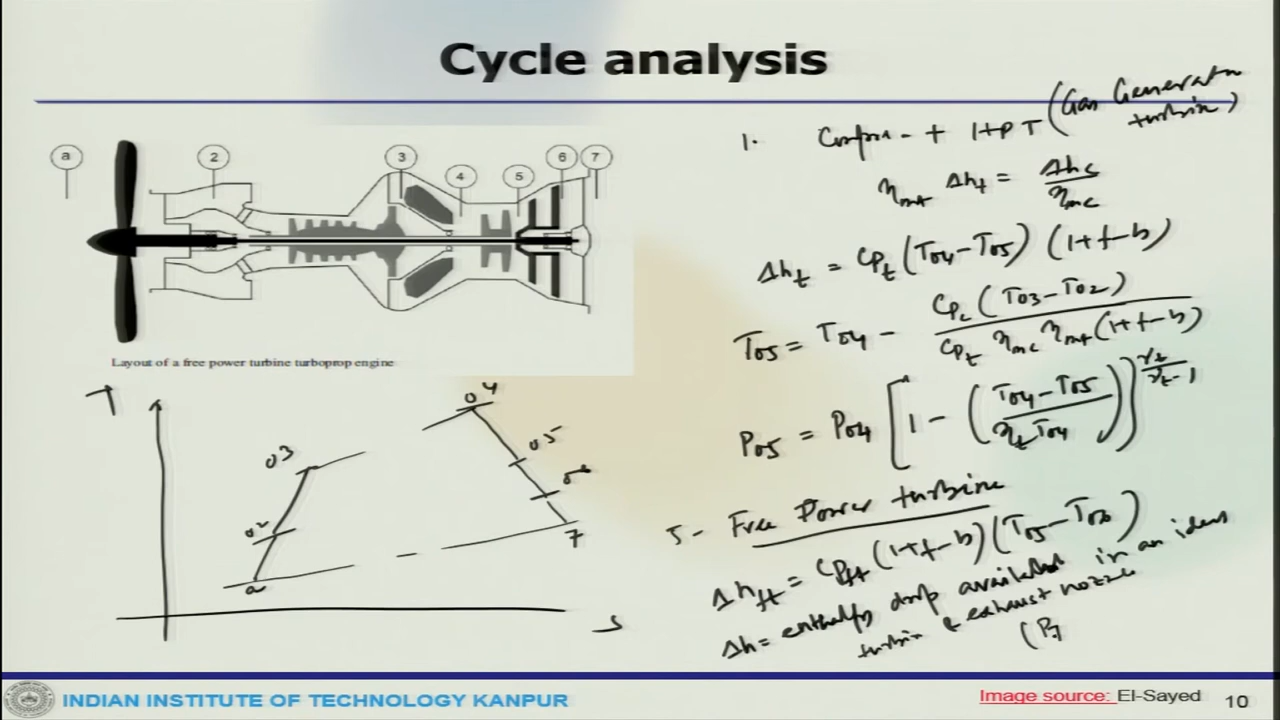 Cycle analysis
a 2 3 4 5 6 7
Layout of a free power turbine turboprop engine
T
03
02
a
04
05
7
s
1. + HPT (Gas Generator turbine)
ηmt Δht = Δhc / ηmc
Δht = Cpt (T04 - T05) (1+f-b)
T05 = T04 - Cpc (T03 - T02) / Cpt ηmc ηmt (1+f-b)
P05 = P04 [1 - (T04 - T05 / ηt T04)]^γt/γt-1
5- Free Power turbine
Δhft = Cpft (1+f-b) (T05 - T06)
Δh = enthalpy drop available in an ideal
turbine & exhaust nozzle
(P7
INDIAN INSTITUTE OF TECHNOLOGY KANPUR
Image source: El-Sayed
10